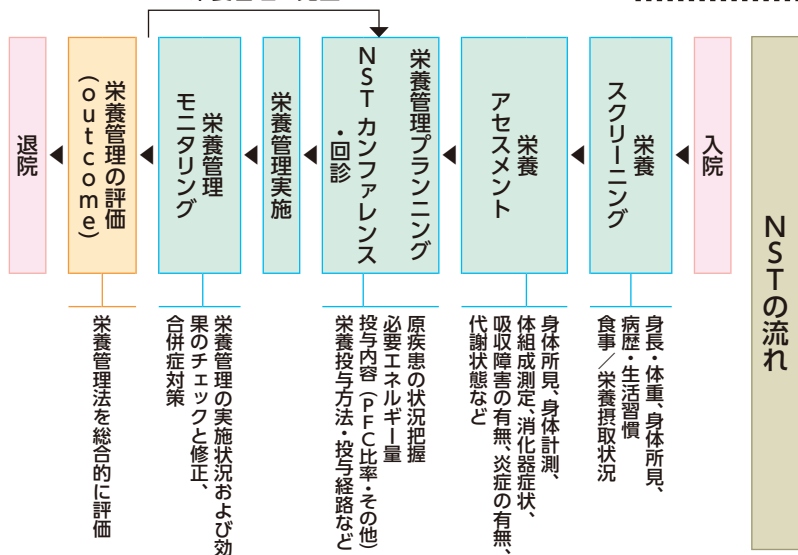 NSTの流れ
入院
栄養
スクリーニング
身長・体重、身体所見、
病歴・生活習慣
食事／栄養摂取状況
栄養
アセスメント
身体所見、身体計測、
体組成測定、消化器症状、
吸収障害の有無、炎症の有無、
代謝状態など
栄養管理プランニング
NSTカンファレンス
・回診
原疾患の状況把握
必要エネルギー量
投与内容（PFC比率・その他）
栄養投与方法・投与経路など
栄養管理実施
栄養管理
モニタリング
栄養管理の実施状況および効
果のチェックと修正、
合併症対策
栄養管理の評価
(outcome)
栄養管理法を総合的に評価
退院